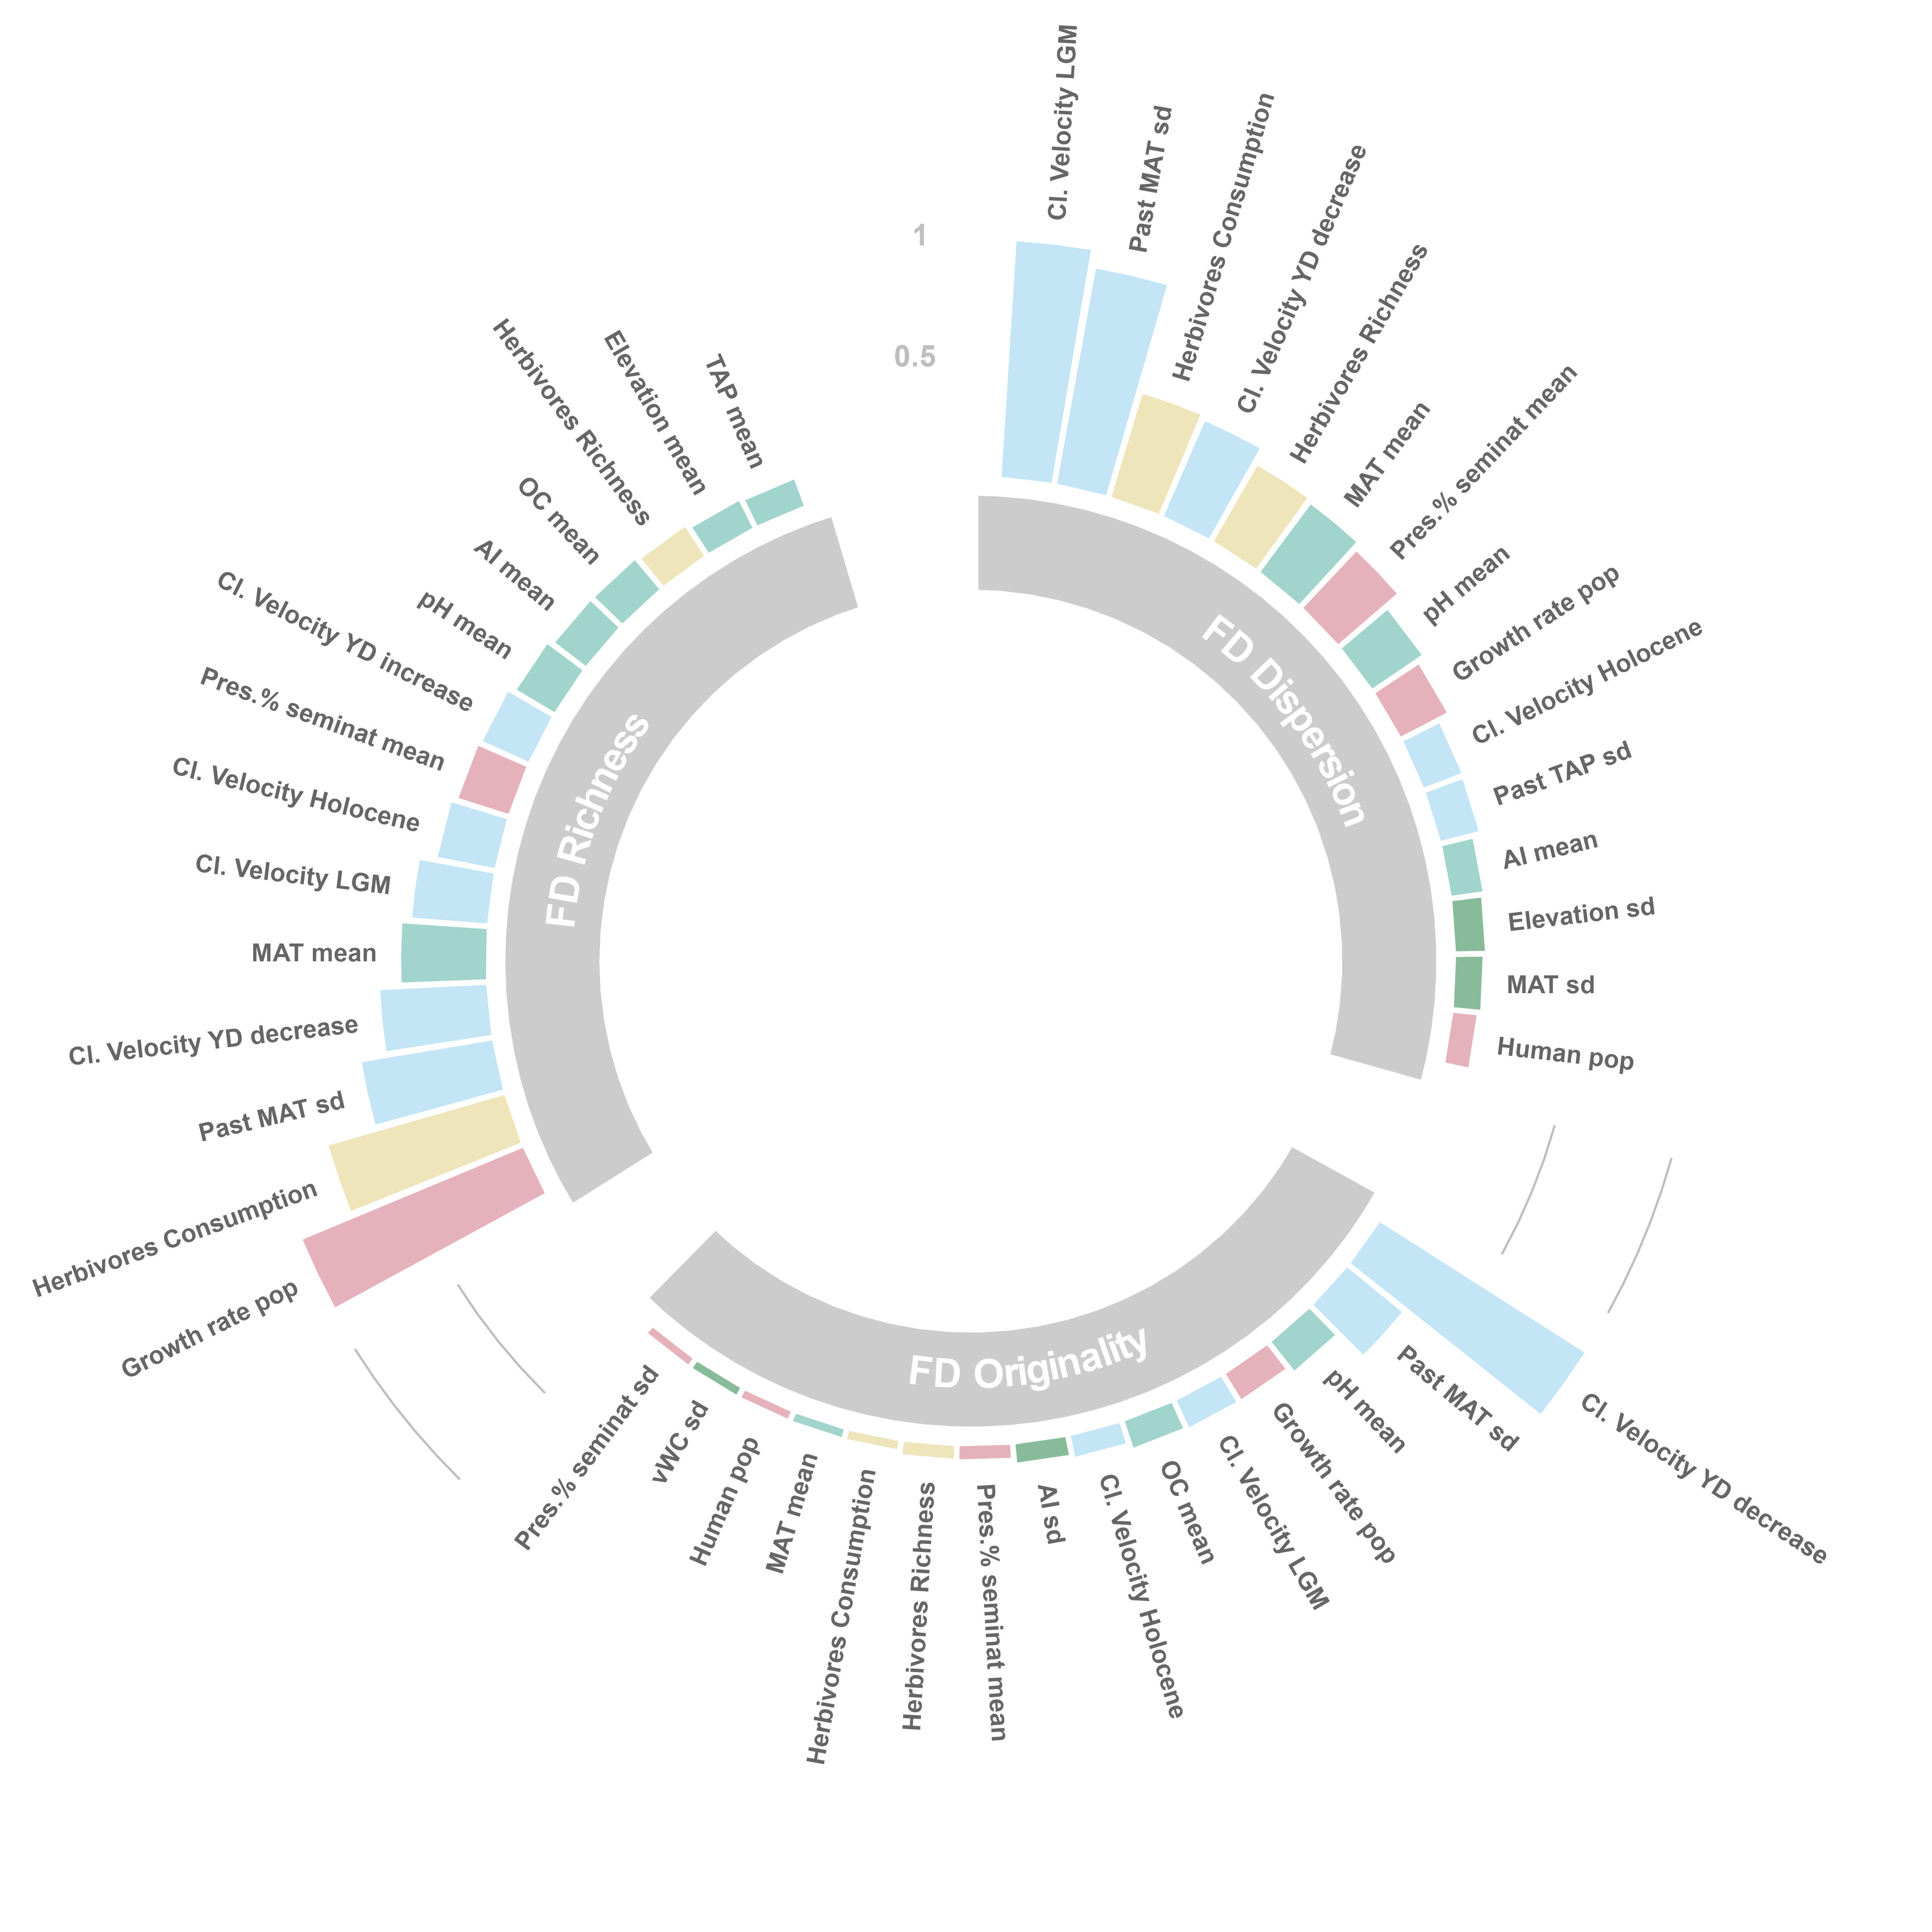 1
0.5
Cl. Velocity LGM
Past MAT sd
Herbivores Consumption
Cl. Velocity YD decrease
Herbivores Richness
MAT mean
Pres.% seminat mean
pH mean
Growth rate pop
Cl. Velocity Holocene
Past TAP sd
AI mean
Elevation sd
MAT sd
Human pop
FD Dispersion
Cl. Velocity YD decrease
Past MAT sd
pH mean
Growth rate pop
Cl. Velocity LGM
OC mean
Cl. Velocity Holocene
AI sd
Pres.% seminat mean
Herbivores Richness
Herbivores Consumption
MAT mean
Human pop
vWC sd
Pres.% seminat sd
FD Originality
Growth rate pop
Herbivores Consumption
Past MAT sd
Cl. Velocity YD decrease
MAT mean
Cl. Velocity LGM
Cl. Velocity Holocene
Pres.% seminat mean
Cl. Velocity YD increase
pH mean
AI mean
OC mean
Herbivores Richness
Elevation mean
TAP mean
FD Richness